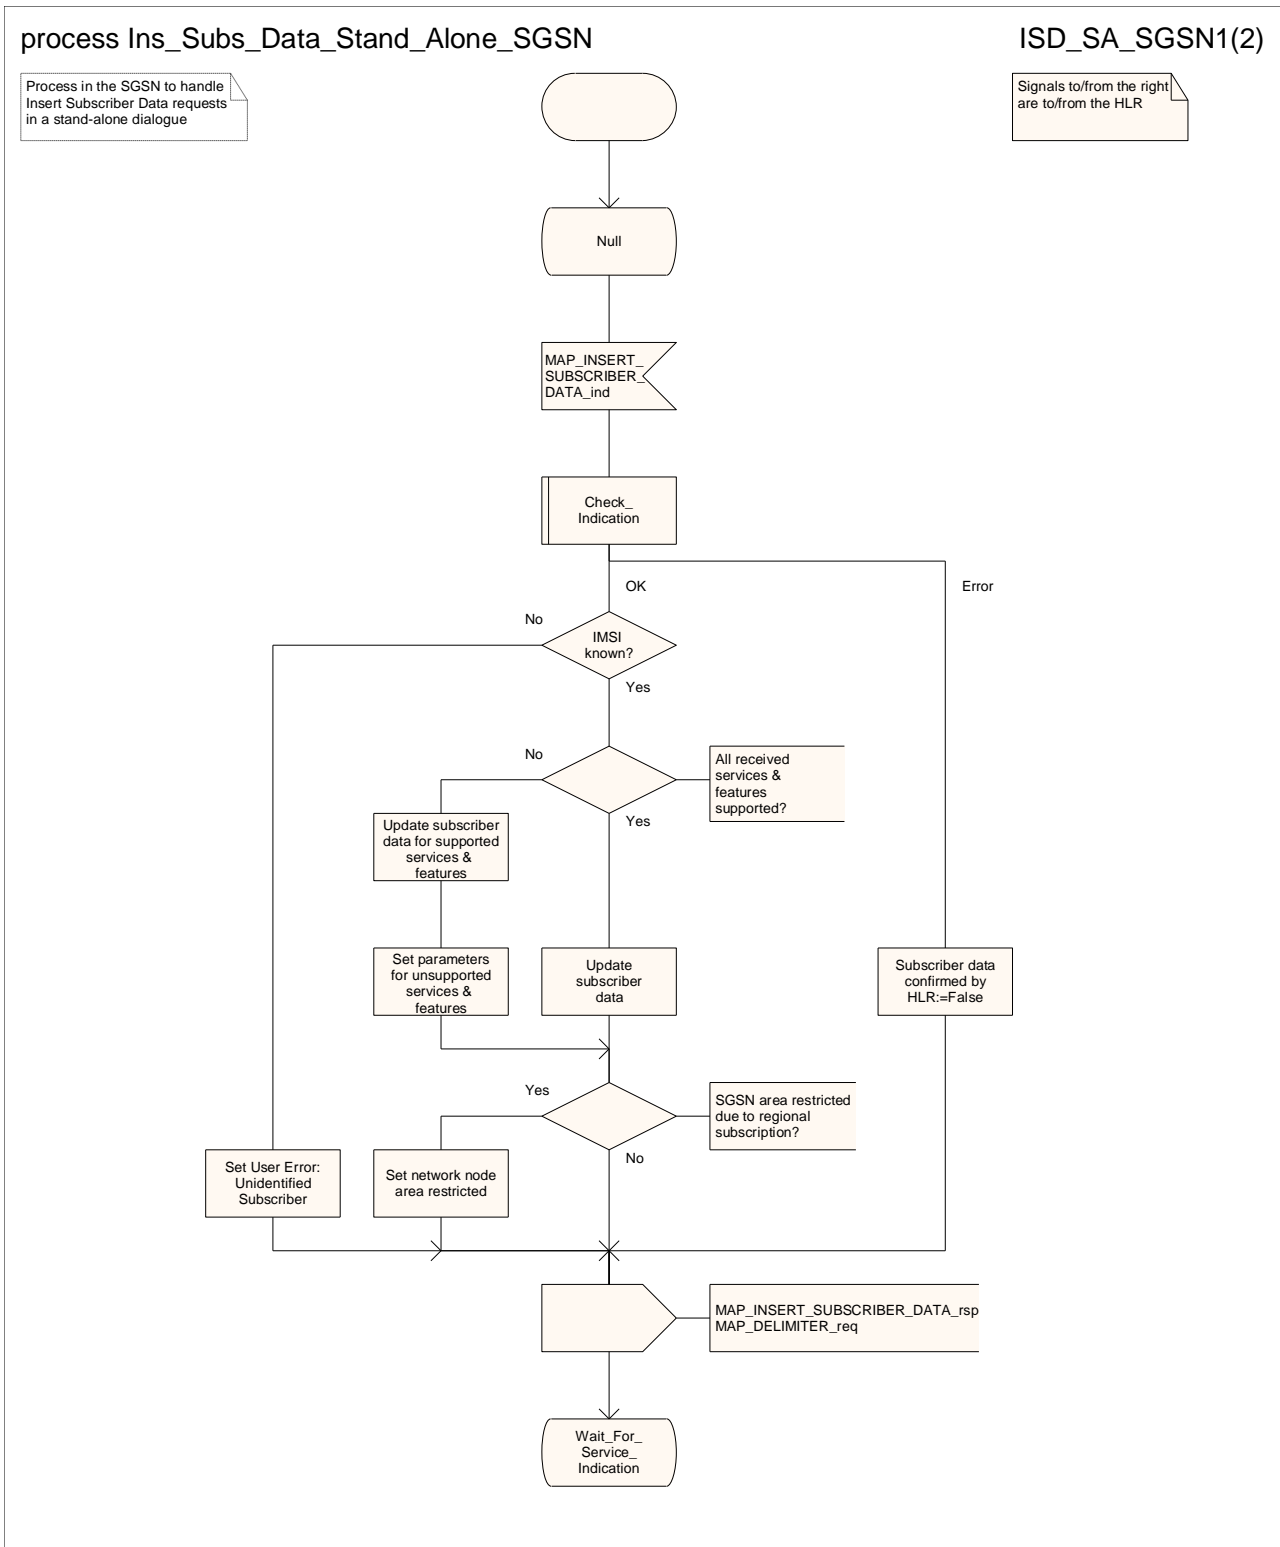 process Ins_Subs_Data_Stand_Alone_SGSN
ISD_SA_SGSN1(2)
Process in the SGSN to handle
Insert Subscriber Data requests
in a stand-alone dialogue
Signals to/from the right
are to/from the HLR
Null
MAP_INSERT_
SUBSCRIBER_
DATA_ind
Check_
Indication
OK
Error
No
IMSI
known?
Yes
No
All received
services &
features
supported?
Yes
Update subscriber
data for supported
services &
features
Set parameters
for unsupported
services &
features
Update
subscriber
data
Subscriber data
confirmed by
HLR:=False
Yes
SGSN area restricted
due to regional
subscription?
No
Set User Error:
Unidentified
Subscriber
Set network node
area restricted
MAP_INSERT_SUBSCRIBER_DATA_rsp
MAP_DELIMITER_req
Wait_For_
Service_
Indication